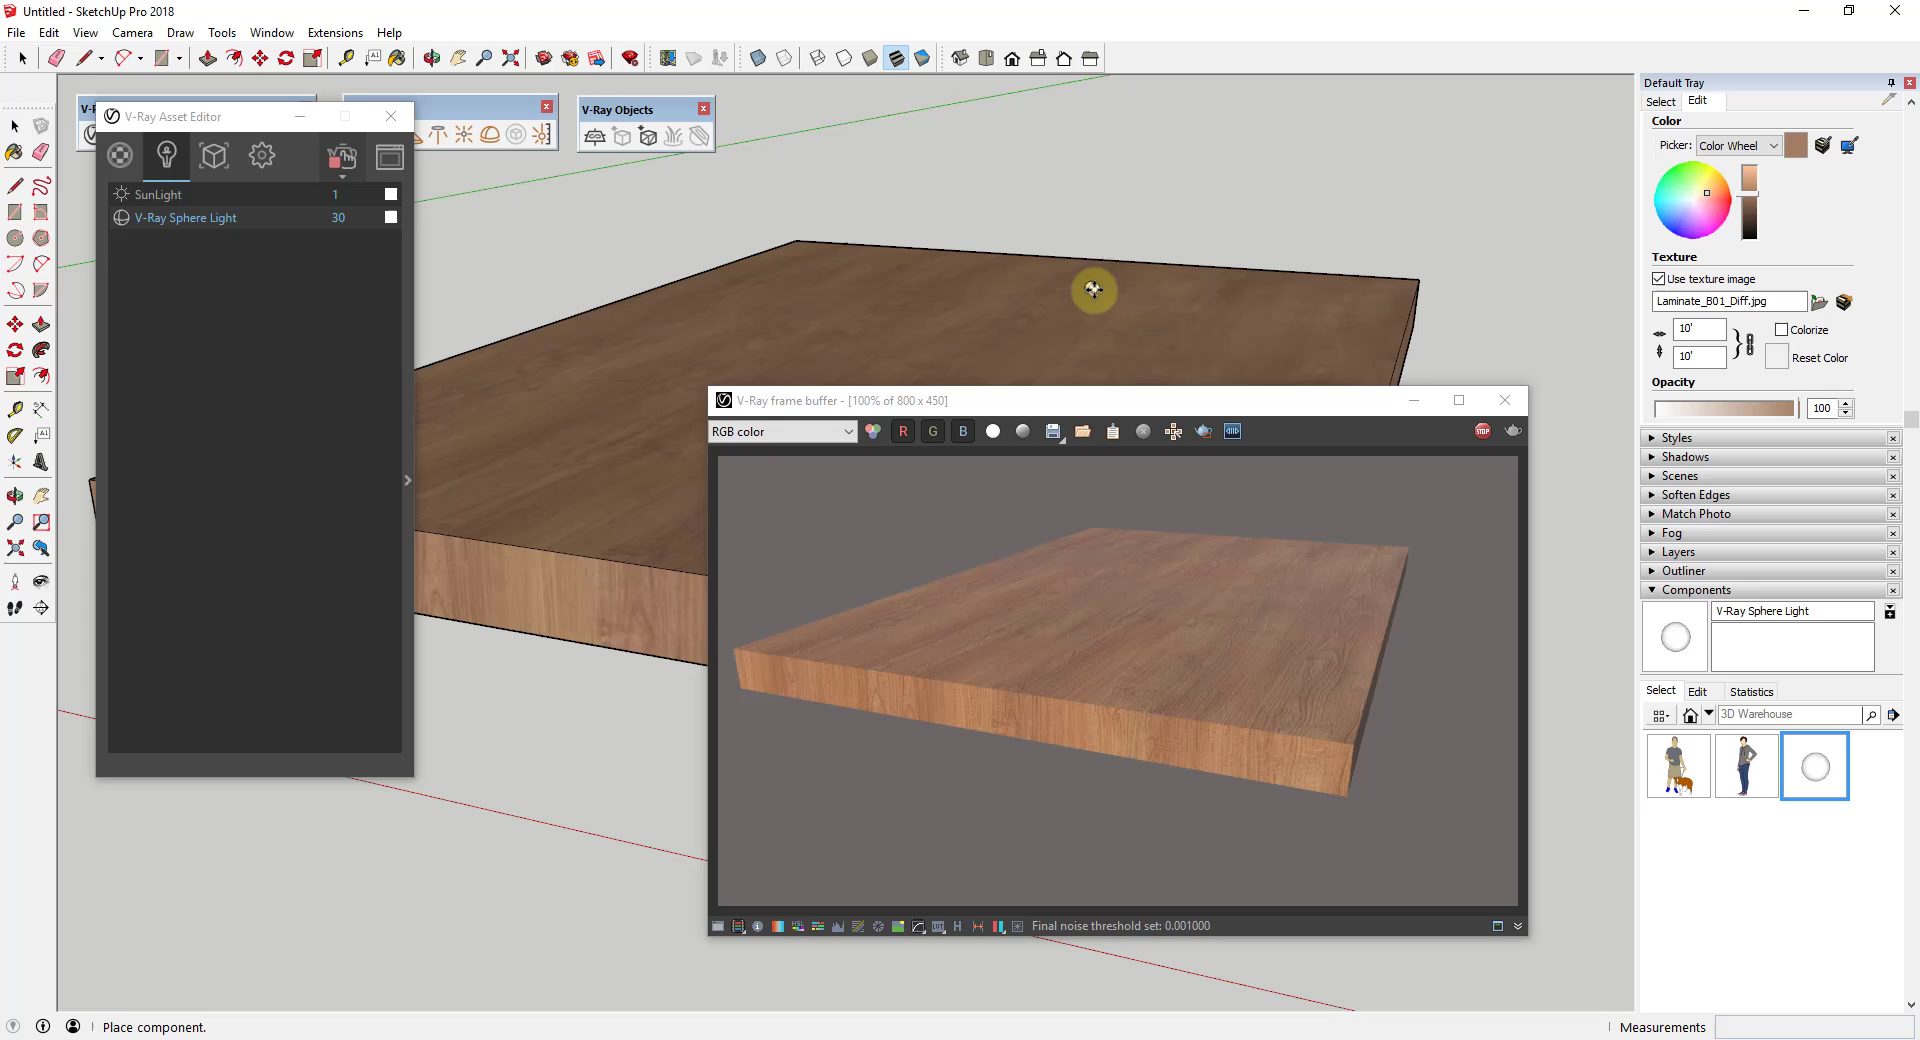 Untitled - SketchUp Pro 2018
File Edit View Camera Draw Tools Window Extensions Help
V-Ray Asset Editor
V-Ray Objects
SunLight 1
V-Ray Sphere Light 30
V-Ray frame buffer - [100% of 800 x 450]
RGB color
R G B
STOP
Final noise threshold set: 0.001000
Default Tray
Select Edit
Color
Picker: Color Wheel
Texture
Use texture image
Laminate_B01_Diff.jpg
10' Colorize
10' Reset Color
Opacity
100
Styles
Shadows
Scenes
Soften Edges
Match Photo
Fog
Layers
Outliner
Components
V-Ray Sphere Light
Select Edit Statistics
3D Warehouse
Place component.
Measurements